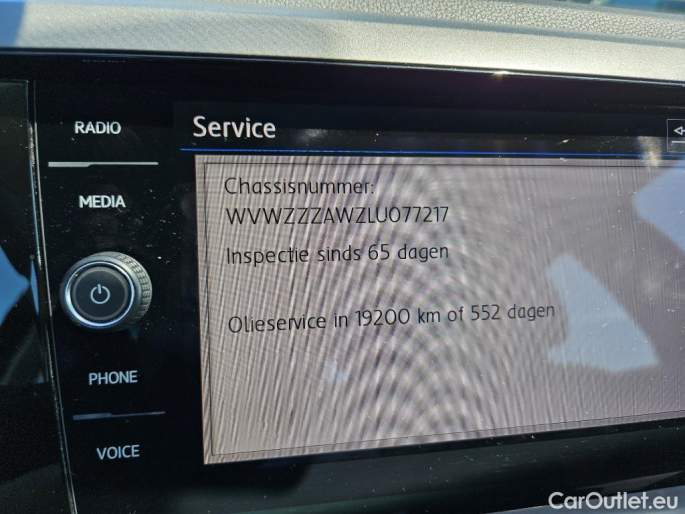 RADIO
Service
MEDIA
Chassisnummer:
WVWZZZAWZLU077217
Inspectie sinds 65 dagen
Olieservice in 19200 km of 552 dagen
PHONE
VOICE
CarOutlet.eu